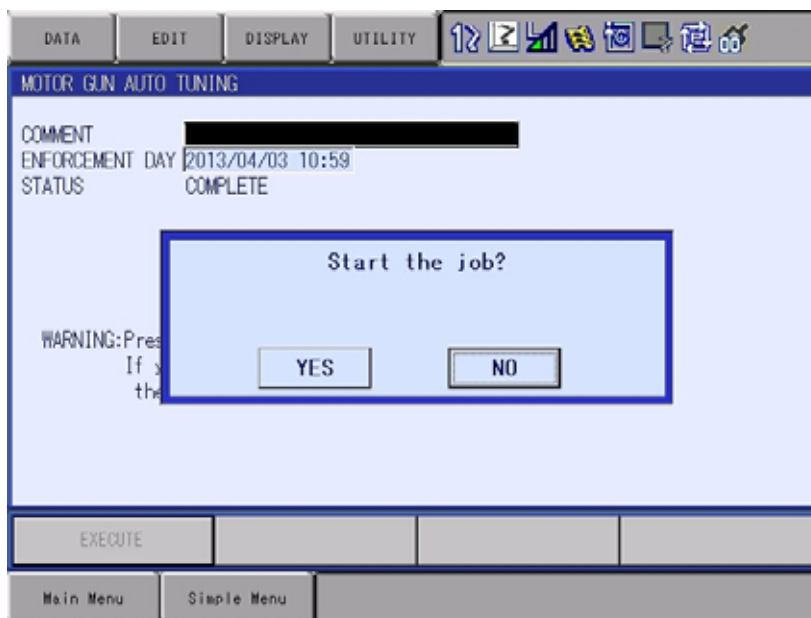 DATA EDIT DISPLAY UTILITY
MOTOR GUN AUTO TUNING
COMMENT
ENFORCEMENT DAY 2013/04/03 10:59
STATUS COMPLETE
Start the job?
WARNING:Pres
If y
the
YES NO
EXECUTE
Main Menu Simple Menu